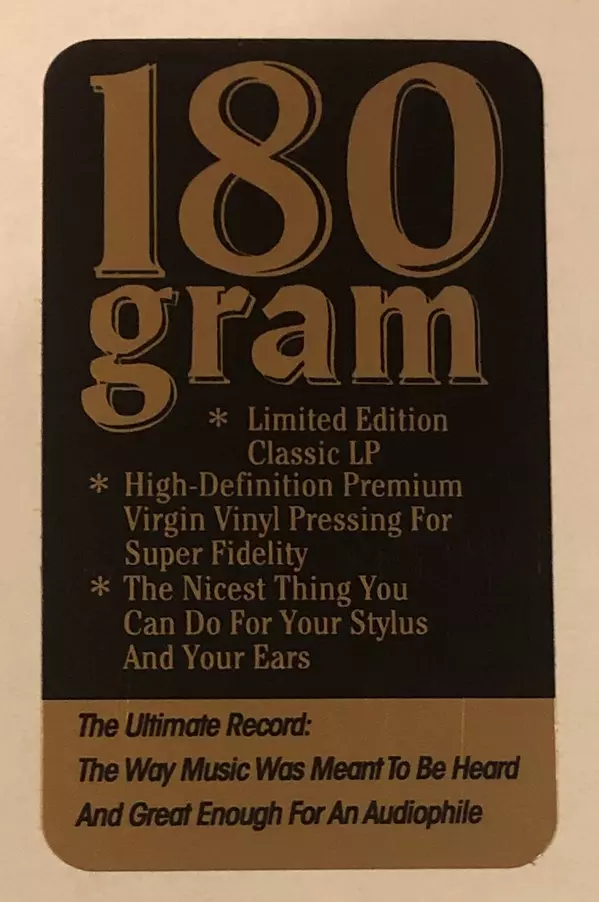 180
gram
* Limited Edition
Classic LP
* High-Definition Premium
Virgin Vinyl Pressing For
Super Fidelity
* The Nicest Thing You
Can Do For Your Stylus
And Your Ears
The Ultimate Record:
The Way Music Was Meant To Be Heard
And Great Enough For An Audiophile